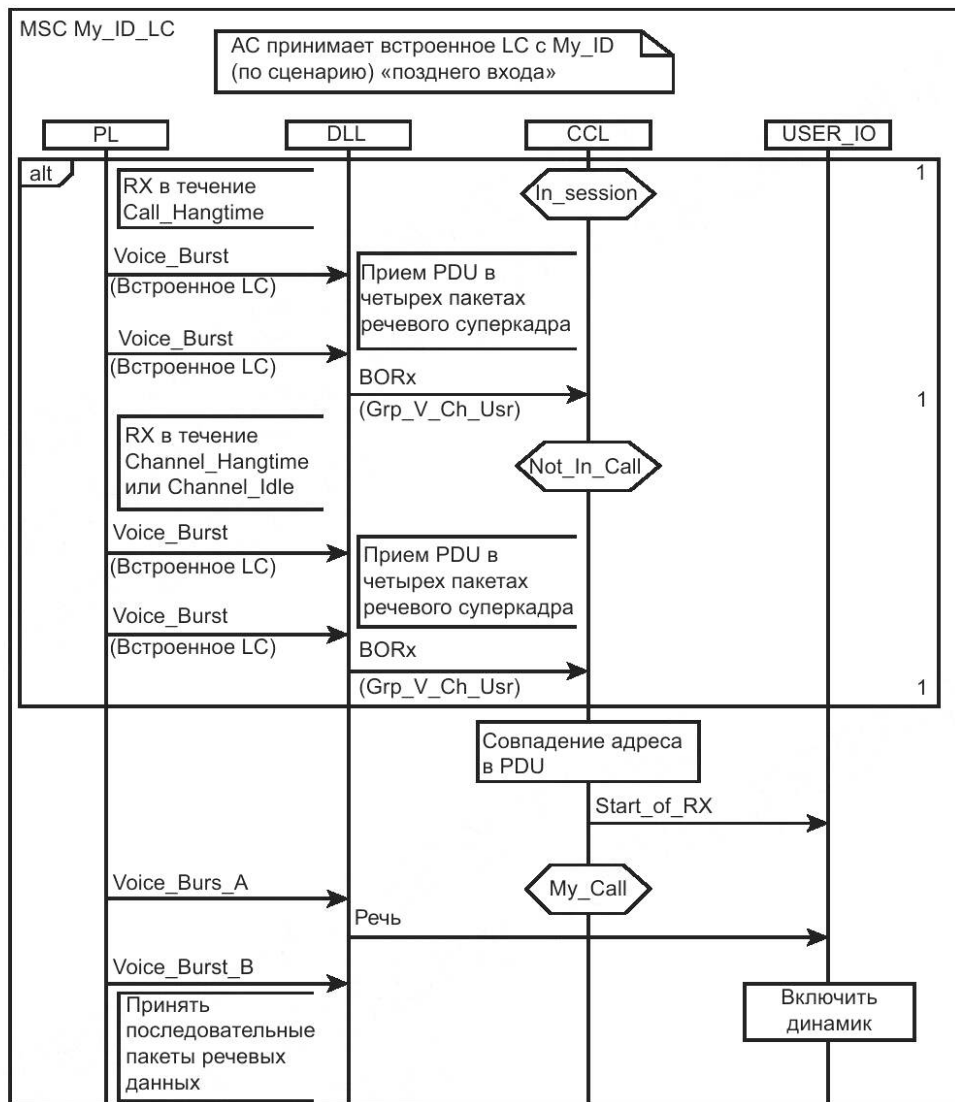 MSC My_ID_LC
АС принимает встроенное LC с My_ID
(по сценарию) «позднего входа»
PL
DLL
CCL
USER_IO
alt
1
RX в течение
Call_Hangtime
In_session
Voice_Burst
(Встроенное LC)
Прием PDU в
четырех пакетах
речевого суперкадра
Voice_Burst
(Встроенное LC)
BORx
(Grp_V_Ch_Usr)
1
RX в течение
Channel_Hangtime
или Channel_Idle
Not_In_Call
Voice_Burst
(Встроенное LC)
Прием PDU в
четырех пакетах
речевого суперкадра
Voice_Burst
(Встроенное LC)
BORx
(Grp_V_Ch_Usr)
1
Совпадение адреса
в PDU
Start_of_RX
My_Call
Voice_Burs_A
Речь
Voice_Burst_B
Включить
динамик
Принять
последовательные
пакеты речевых
данных